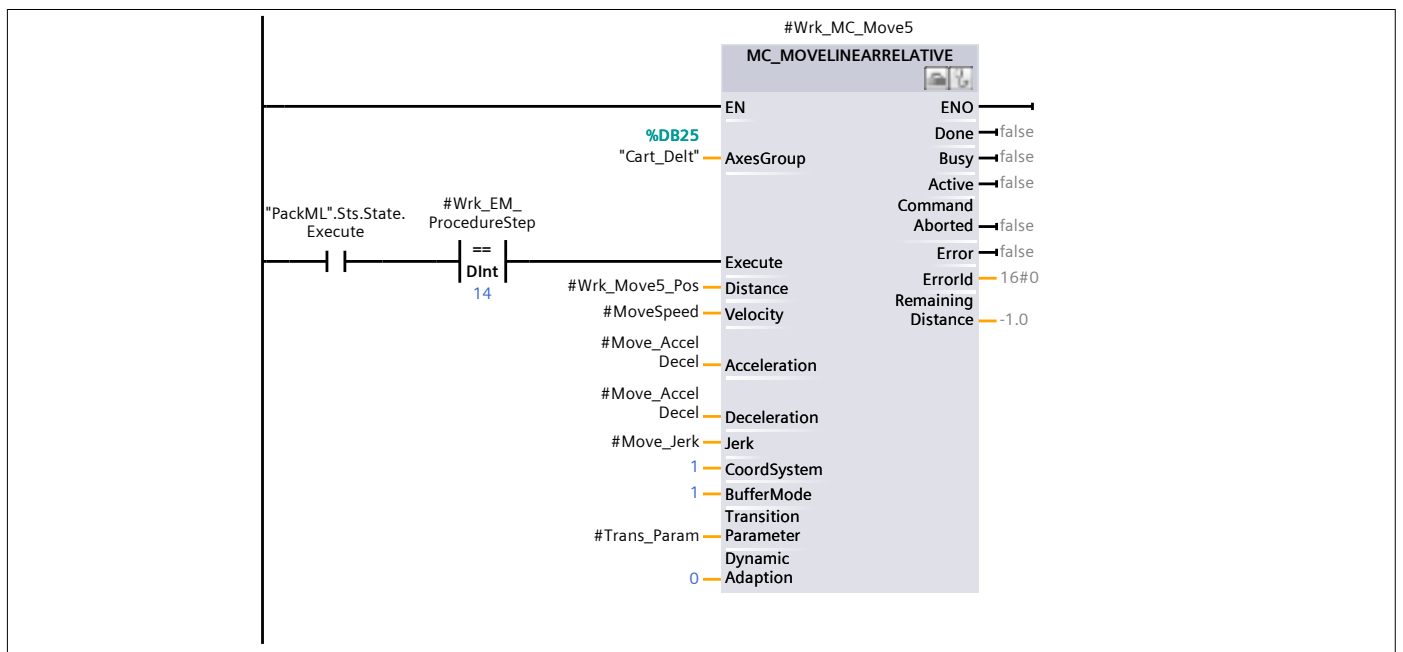 #Wrk_MC_Move5
MC_MOVELINEARRELATIVE
EN
ENO
%DB25
"Cart_Delt"
AxesGroup
Done
false
Busy
false
Active
false
Command
Aborted
false
"PackML".Sts.State.
Execute
#Wrk_EM_
ProcedureStep
==
DInt
14
Execute
Error
false
#Wrk_Move5_Pos
Distance
ErrorId
16#0
#MoveSpeed
Velocity
Remaining
Distance
-1.0
#Move_Accel
Decel
Acceleration
#Move_Accel
Decel
Deceleration
#Move_Jerk
Jerk
1
CoordSystem
1
BufferMode
Transition
#Trans_Param
Parameter
Dynamic
0
Adaption